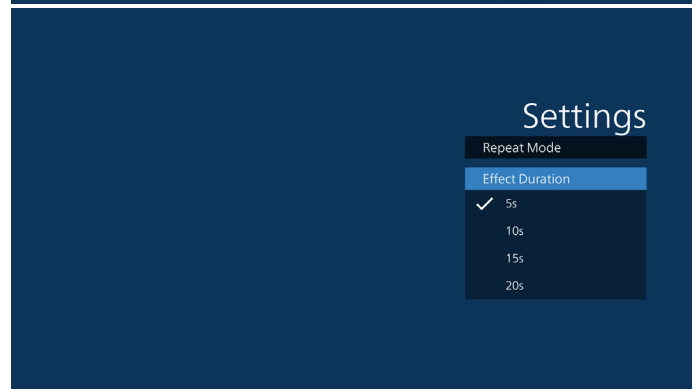 Settings
Repeat Mode
Effect Duration
5s
10s
15s
20s